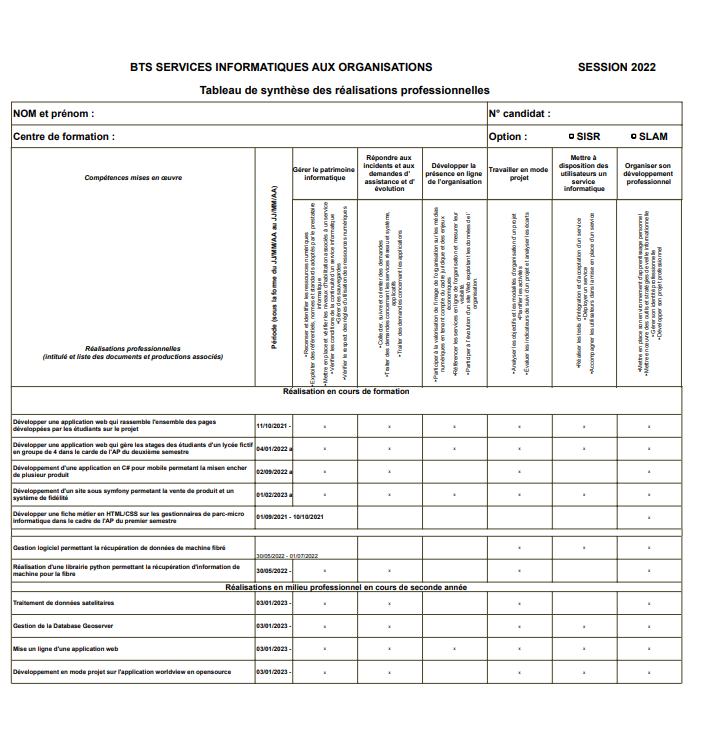 BTS SERVICES INFORMATIQUES AUX ORGANISATIONS SESSION 2022
Tableau de synthèse des réalisations professionnelles
NOM et prénom : N° candidat :
Centre de formation : Option : SISR SLAM
Compétences mises en œuvre
Réalisations professionnelles
(intitulé et liste des documents et productions associés)
Période (sous la forme du JJ/MM/AA au JJ/MM/AA)
Gérer le patrimoine
informatique
Répondre aux
incidents et aux
demandes d'
assistance et d'
évolution
Développer la
présence en ligne
de l'organisation
Travailler en mode
projet
Mettre à
disposition des
utilisateurs un
service
informatique
Organiser son
développement
professionnel
•Recenser et identifier les ressources numériques
•Exploiter des référentiels, normes et standards adoptés par le prestataire
informatique
•Mettre en place et vérifier les niveaux d'habilitation associés à un service
•Vérifier les conditions de la continuité d'un service informatique
•Gérer des sauvegardes
•Vérifier le respect des règles d'utilisation des ressources numériques
•Collecter, suivre et orienter des demandes
•Traiter des demandes concernant les services réseau et système,
applicatifs
•Traiter des demandes concernant les applications
•Participer à la valorisation de l'image de l'organisation sur les médias
numériques en tenant compte du cadre juridique et des enjeux
économiques
•Référencer les services en ligne de l'organisation et mesurer leur
visibilité.
•Participer à l'évolution d'un site Web exploitant les données de l'
organisation.
•Analyser les objectifs et les modalités d'organisation d'un projet
•Planifier les activités
•Évaluer les indicateurs de suivi d'un projet et analyser les écarts
•Réaliser les tests d'intégration et d'acceptation d'un service
•Déployer un service
•Accompagner les utilisateurs dans la mise en place d'un service
•Mettre en place son environnement d'apprentissage personnel
•Mettre en œuvre des outils et stratégies de veille informationnelle
•Gérer son identité professionnelle
•Développer son projet professionnel
Réalisation en cours de formation
Développer une application web qui rassemble l'ensemble des pages
développées par les étudiants sur le projet
11/10/2021 - x x x x x x
Développer une application web qui gère les stages des étudiants d'un lycée fictif
en groupe de 4 dans le carde de l'AP du deuxième semestre
04/01/2022 a x x x x x x
Développement d'une application en C# pour mobile permetant la misen encher
de plusieur produit
02/09/2022 a x x x x x
Développement d'un site sous symfony permetant la vente de produit et un
système de fidélité
01/02/2023 a x x x x x x
Développer une fiche métier en HTML/CSS sur les gestionnaires de parc-micro
informatique dans le cadre de l'AP du premier semestre
01/09/2021 - 10/10/2021 x
Gestion logiciel permettant la récupération de données de machine fibré
30/05/2022 - 01/07/2022 x x x
Réalisation d'une librairie python permettant la récupération d'information de
machine pour la fibre
30/05/2022 - x x x x
Réalisations en milieu professionnel en cours de seconde année
Traitement de données satelitaires 03/01/2023 - x x x x x
Gestion de la Database Geoserver 03/01/2023 - x x x x x
Mise un ligne d'une application web 03/01/2023 - x x x x x x
Développement en mode projet sur l'application worldview en opensource 03/01/2023 - x x x x x